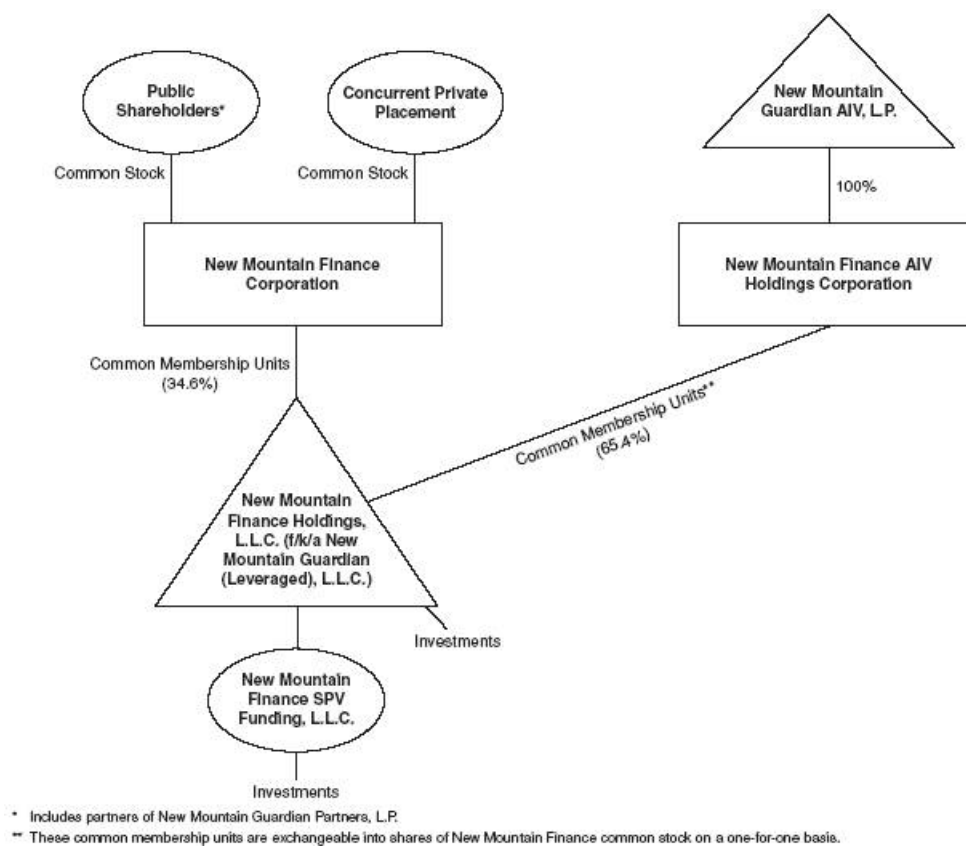 Public
Shareholders*
Concurrent Private
Placement
New Mountain
Guardian AIV, L.P.
Common Stock
Common Stock
100%
New Mountain Finance
Corporation
New Mountain Finance AIV
Holdings Corporation
Common Membership Units
(34.6%)
Common Membership Units**
(65.4%)
New Mountain
Finance Holdings,
L.L.C. (f/k/a New
Mountain Guardian
(Leveraged), L.L.C.)
Investments
New Mountain
Finance SPV
Funding, L.L.C.
Investments
* Includes partners of New Mountain Guardian Partners, L.P.
** These common membership units are exchangeable into shares of New Mountain Finance common stock on a one-for-one basis.